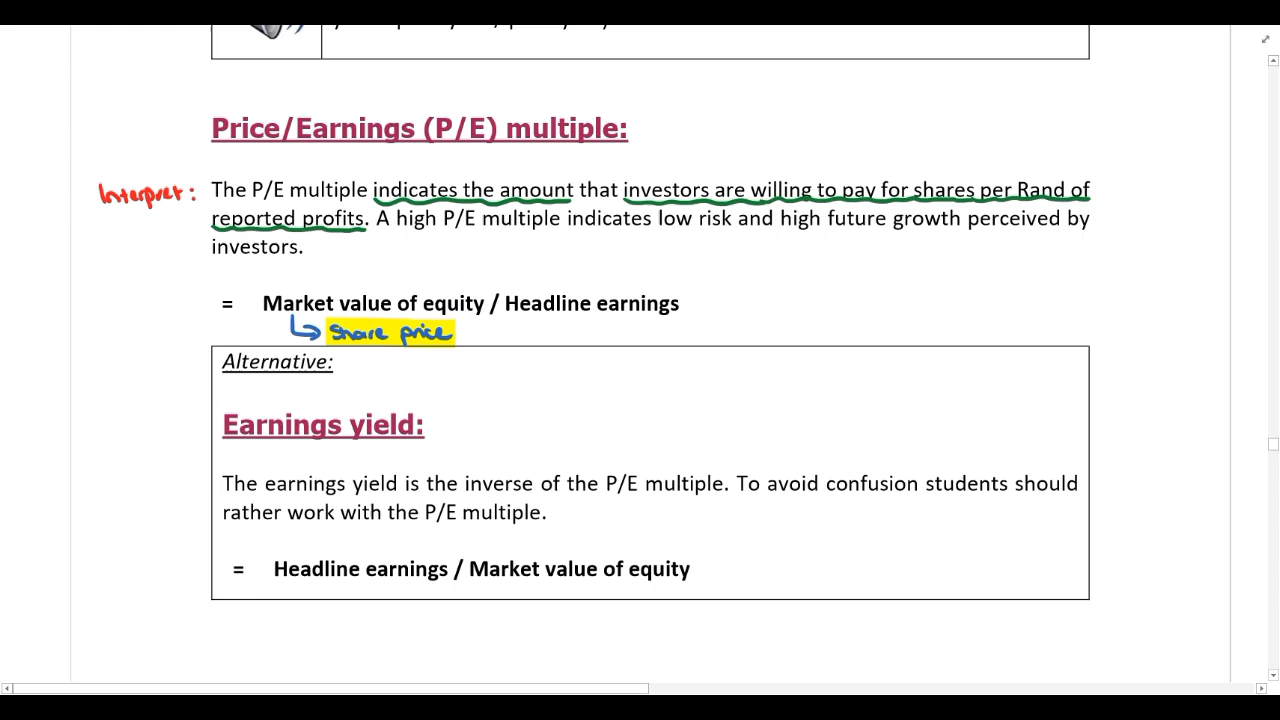 Price/Earnings (P/E) multiple:
Interpret: The P/E multiple indicates the amount that investors are willing to pay for shares per Rand of
reported profits. A high P/E multiple indicates low risk and high future growth perceived by
investors.
= Market value of equity / Headline earnings
share price
Alternative:
Earnings yield:
The earnings yield is the inverse of the P/E multiple. To avoid confusion students should
rather work with the P/E multiple.
= Headline earnings / Market value of equity